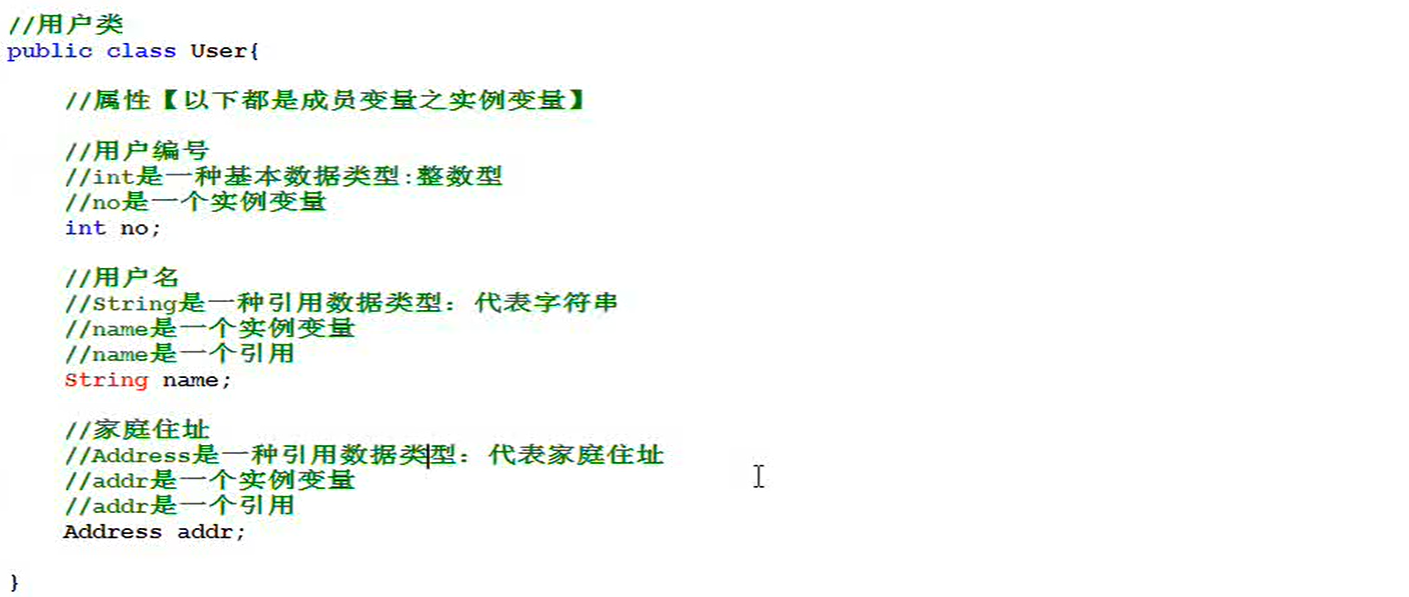 //用户类
public class User{
//属性【以下都是成员变量之实例变量】
//用户编号
//int是一种基本数据类型:整数型
//no是一个实例变量
int no;
//用户名
//String是一种引用数据类型：代表字符串
//name是一个实例变量
//name是一个引用
String name;
//家庭住址
//Address是一种引用数据类型：代表家庭住址
//addr是一个实例变量
//addr是一个引用
Address addr;
}